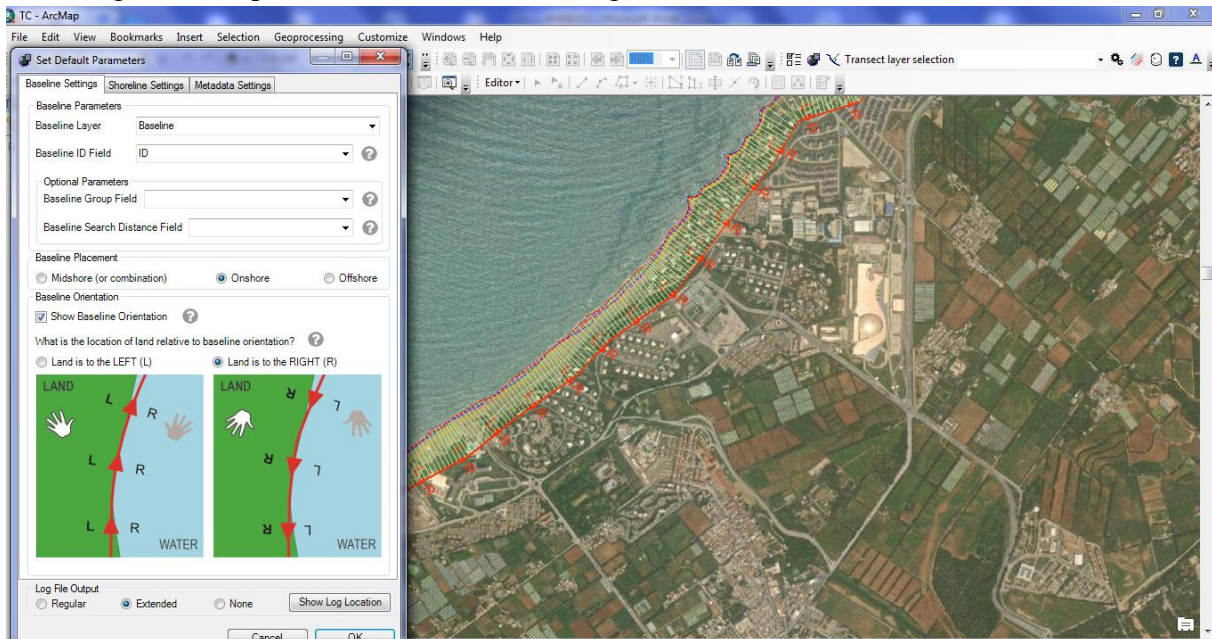 TC - ArcMap
File Edit View Bookmarks Insert Selection Geoprocessing Customize Windows Help
Set Default Parameters
100%
Transect layer selection
Editor
Baseline Settings Shoreline Settings Metadata Settings
Baseline Parameters
Baseline Layer Baseline
Baseline ID Field ID
Optional Parameters
Baseline Group Field
Baseline Search Distance Field
Baseline Placement
Midshore (or combination) Onshore Offshore
Baseline Orientation
Show Baseline Orientation
What is the location of land relative to baseline orientation?
Land is to the LEFT (L) Land is to the RIGHT (R)
LAND LAND
L R R L
L R R L
L R R L
WATER WATER
Log File Output
Regular Extended None Show Log Location
Cancel OK